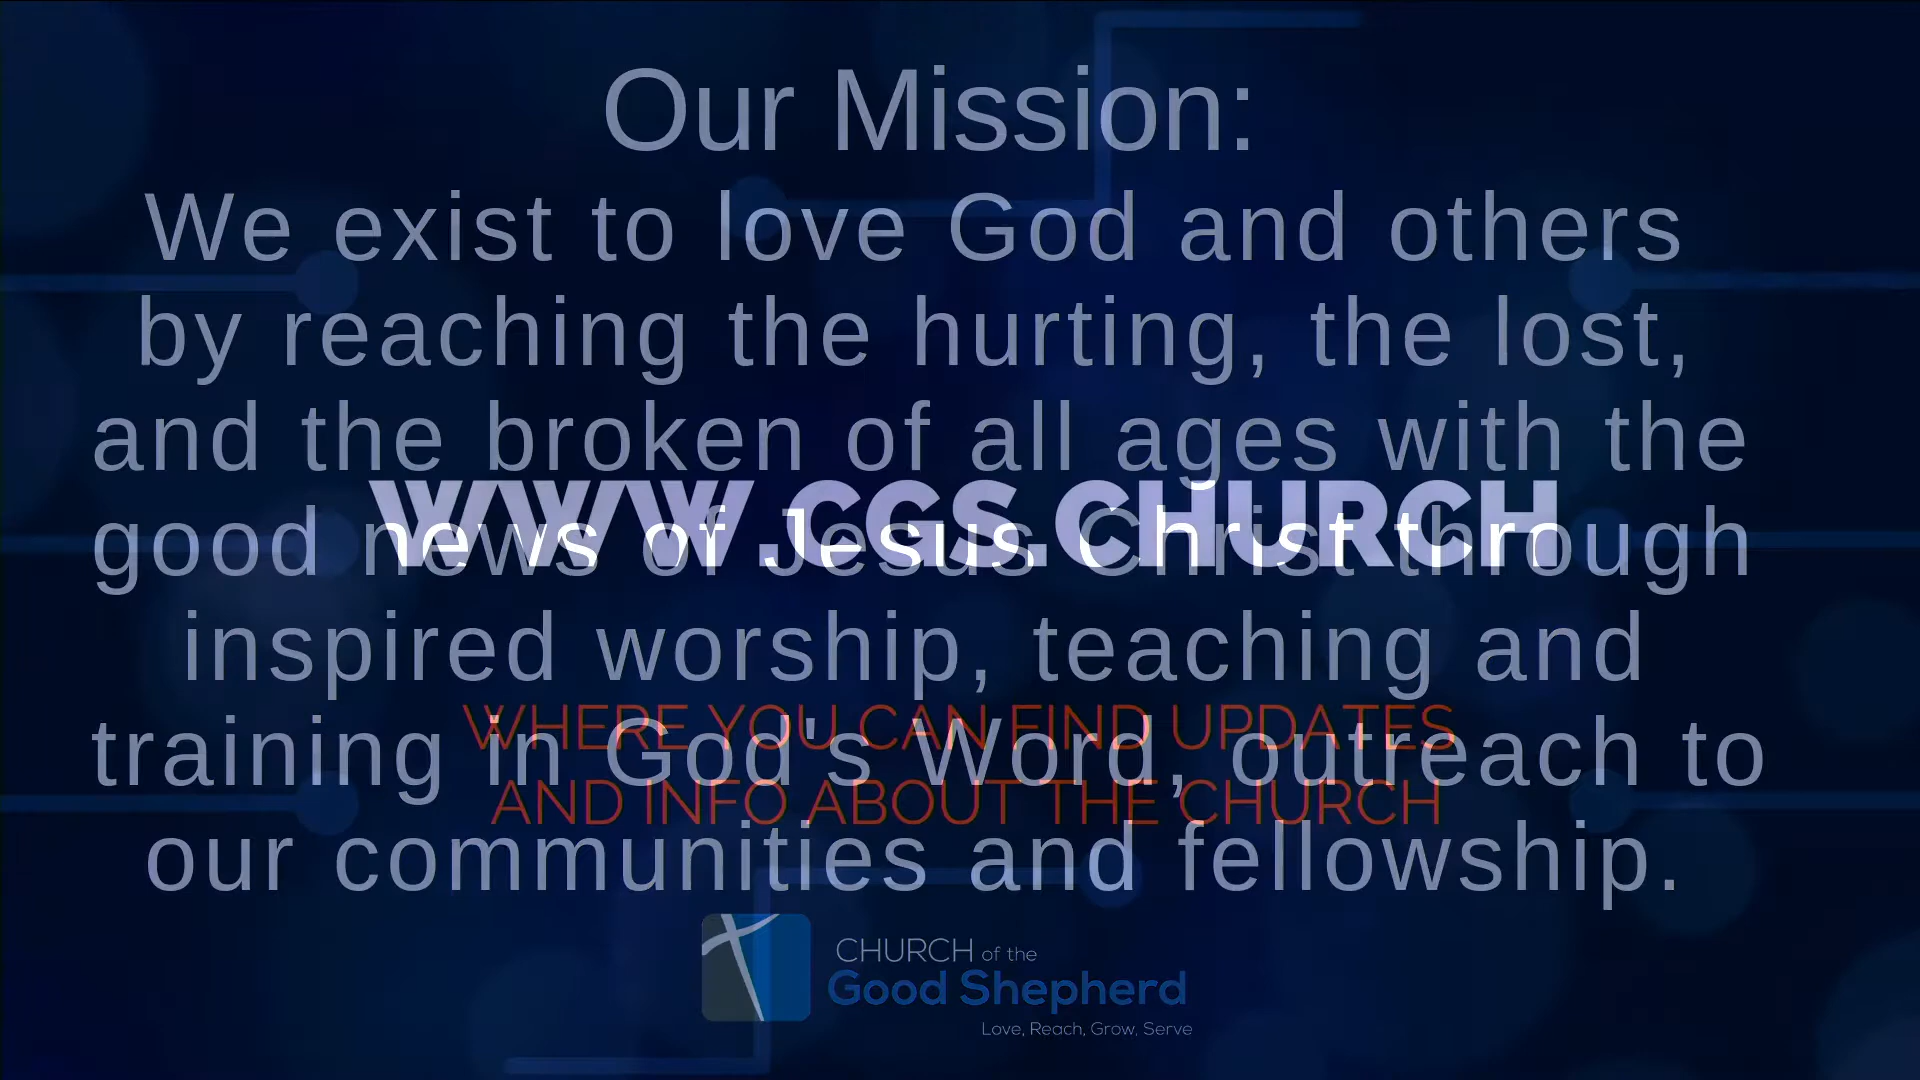 Our Mission:
We exist to love God and others
by reaching the hurting, the lost,
and the broken of all ages with the
good news of Jesus Christ through
inspired worship, teaching and
training in God's Word, outreach to
our communities and fellowship.
WWW.CGS.CHURCH
WHERE YOU CAN FIND UPDATES
AND INFO ABOUT THE CHURCH
CHURCH of the
Good Shepherd
Love, Reach, Grow, Serve